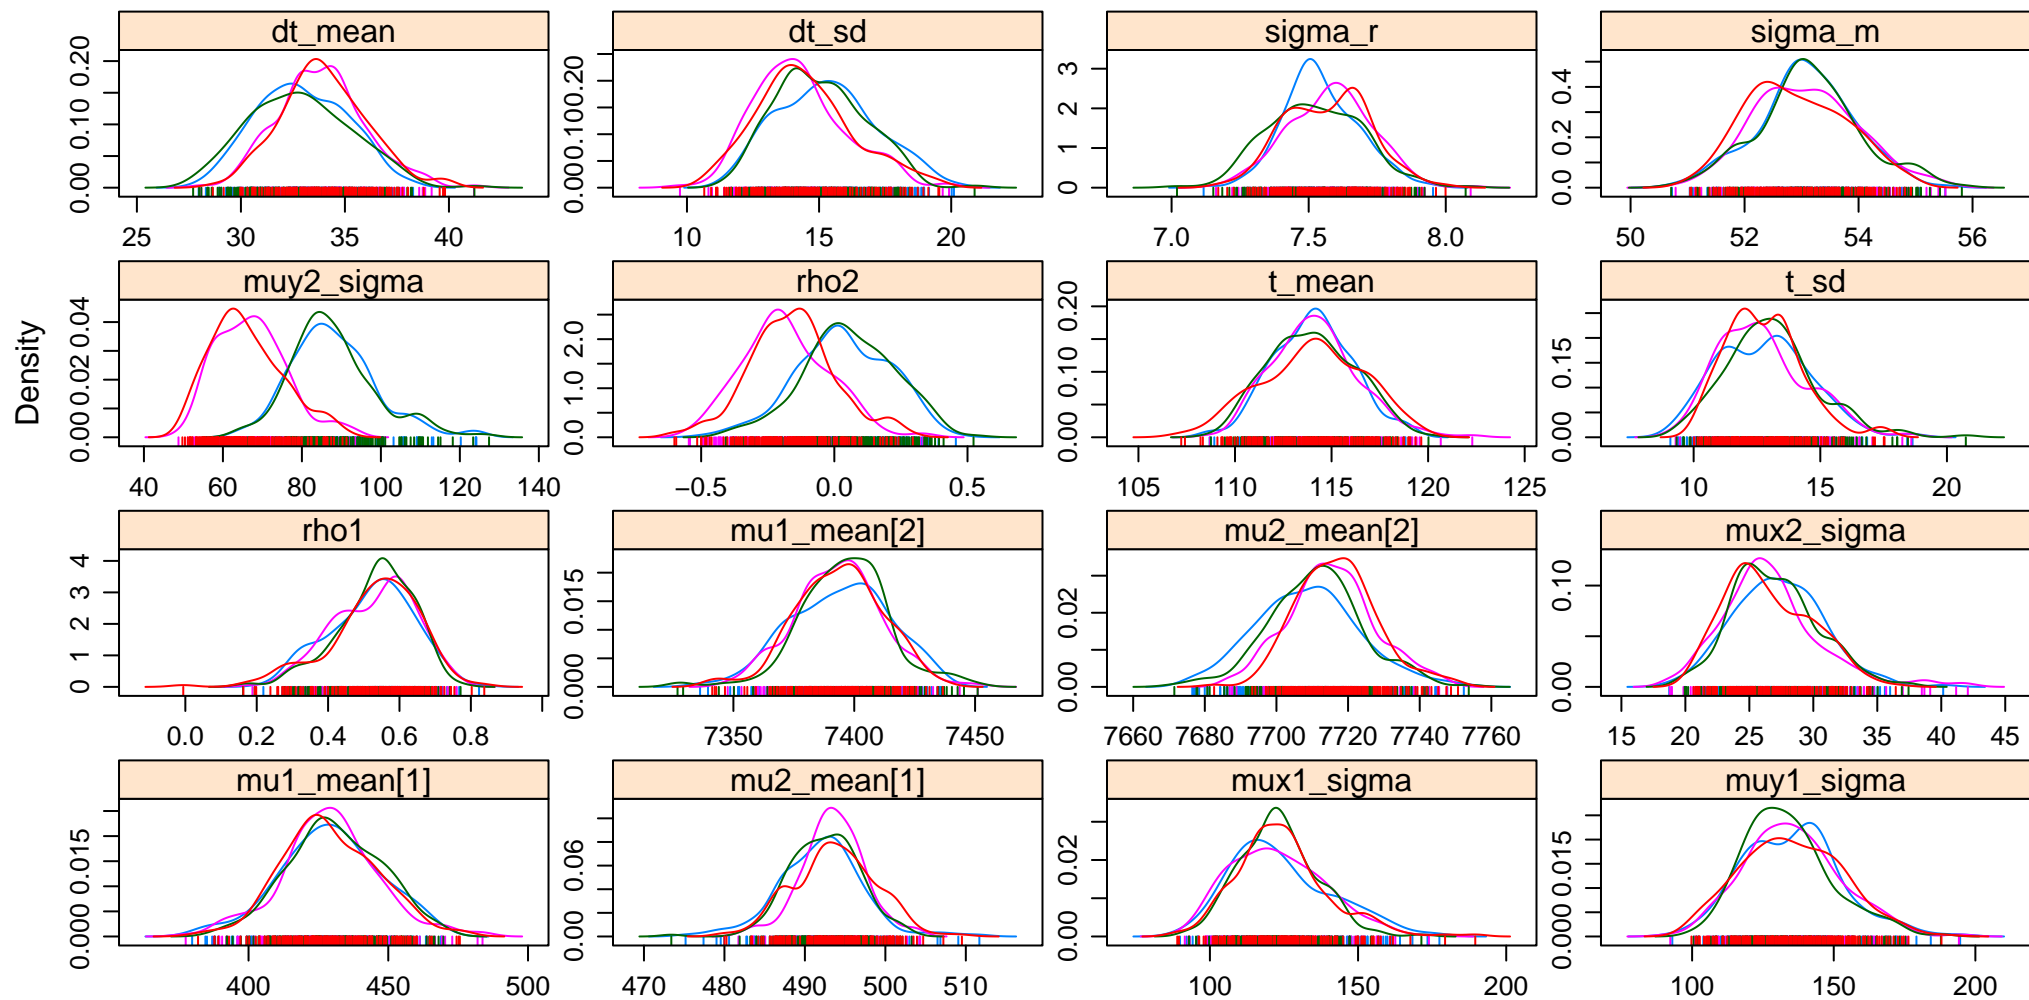 dt_mean dt_sd sigma_r sigma_m
0.00 0.10 0.20
0.00 0.10 0.20
0 1 2 3
0.0 0.2 0.4
25 30 35 40
10 15 20
7.0 7.5 8.0
50 52 54 56
muy2_sigma rho2 t_mean t_sd
0.00 0.02 0.04
0.0 1.0 2.0
0.00 0.10 0.20
0.00 0.15
40 60 80 100 120 140
−0.5 0.0 0.5
105 110 115 120 125
10 15 20
Density
rho1 mu1_mean[2] mu2_mean[2] mux2_sigma
0 1 2 3 4
0.000 0.015
0.00 0.02
0.00 0.10
0.0 0.2 0.4 0.6 0.8
7350 7400 7450
7660 7680 7700 7720 7740 7760
15 20 25 30 35 40 45
mu1_mean[1] mu2_mean[1] mux1_sigma muy1_sigma
0.000 0.015
0.00 0.06
0.00 0.02
0.000 0.015
400 450 500
470 480 490 500 510
100 150 200
100 150 200